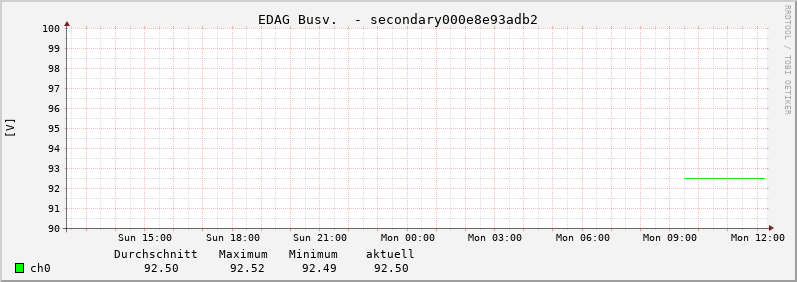 EDAG Busv.  - secondary000e8e93adb2
RRDTOOL / TOBI OETIKER
[V]
100
99
98
97
96
95
94
93
92
91
90
Sun 15:00 Sun 18:00 Sun 21:00 Mon 00:00 Mon 03:00 Mon 06:00 Mon 09:00 Mon 12:00
Durchschnitt Maximum Minimum aktuell
ch0 92.50 92.52 92.49 92.50